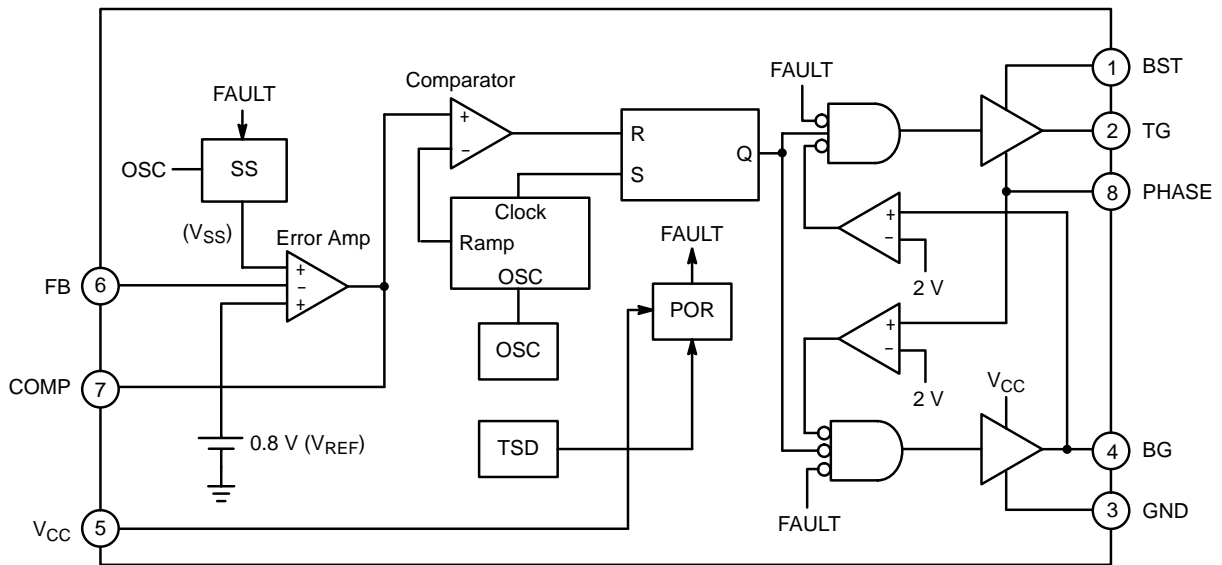 FAULT
OSC
SS
(VSS)
Error Amp
+
−
+
FB
6
COMP
7
0.8 V (VREF)
VCC
5
Comparator
+
−
Clock
Ramp
OSC
OSC
TSD
R
S
Q
FAULT
POR
FAULT
+
−
2 V
+
−
2 V
FAULT
VCC
1
BST
2
TG
8
PHASE
4
BG
3
GND